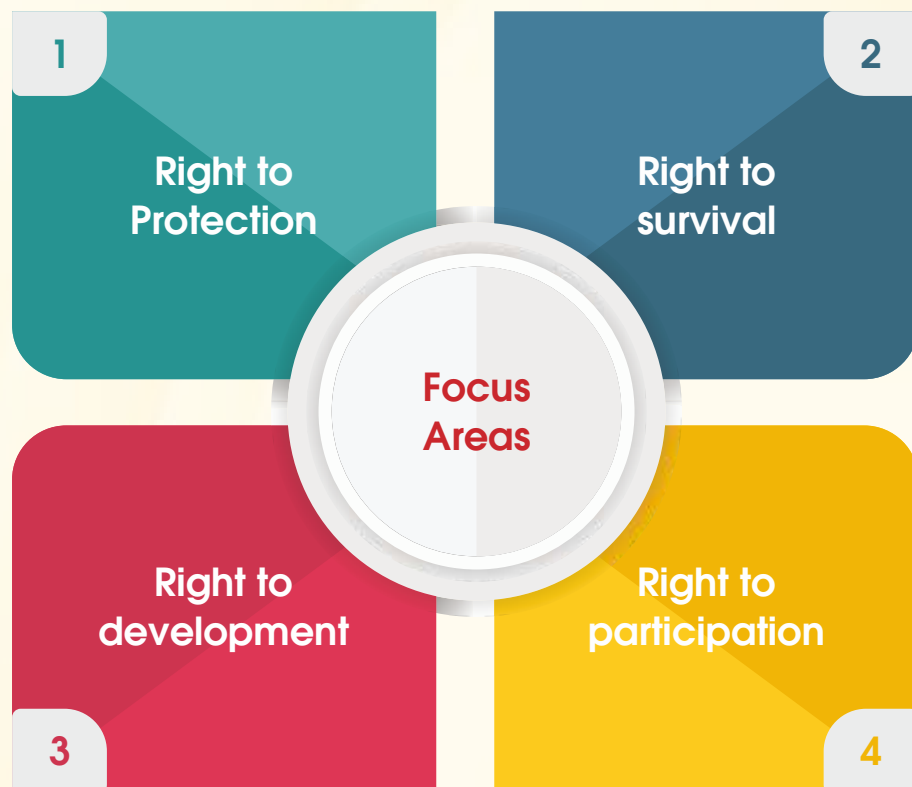 1
Right to
Protection
2
Right to
survival
Focus
Areas
3
Right to
development
4
Right to
participation